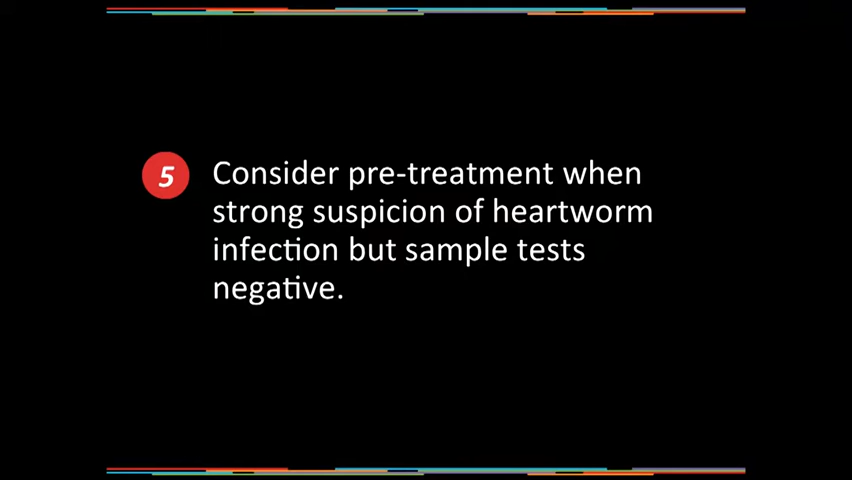 5
Consider pre-treatment when
strong suspicion of heartworm
infection but sample tests
negative.